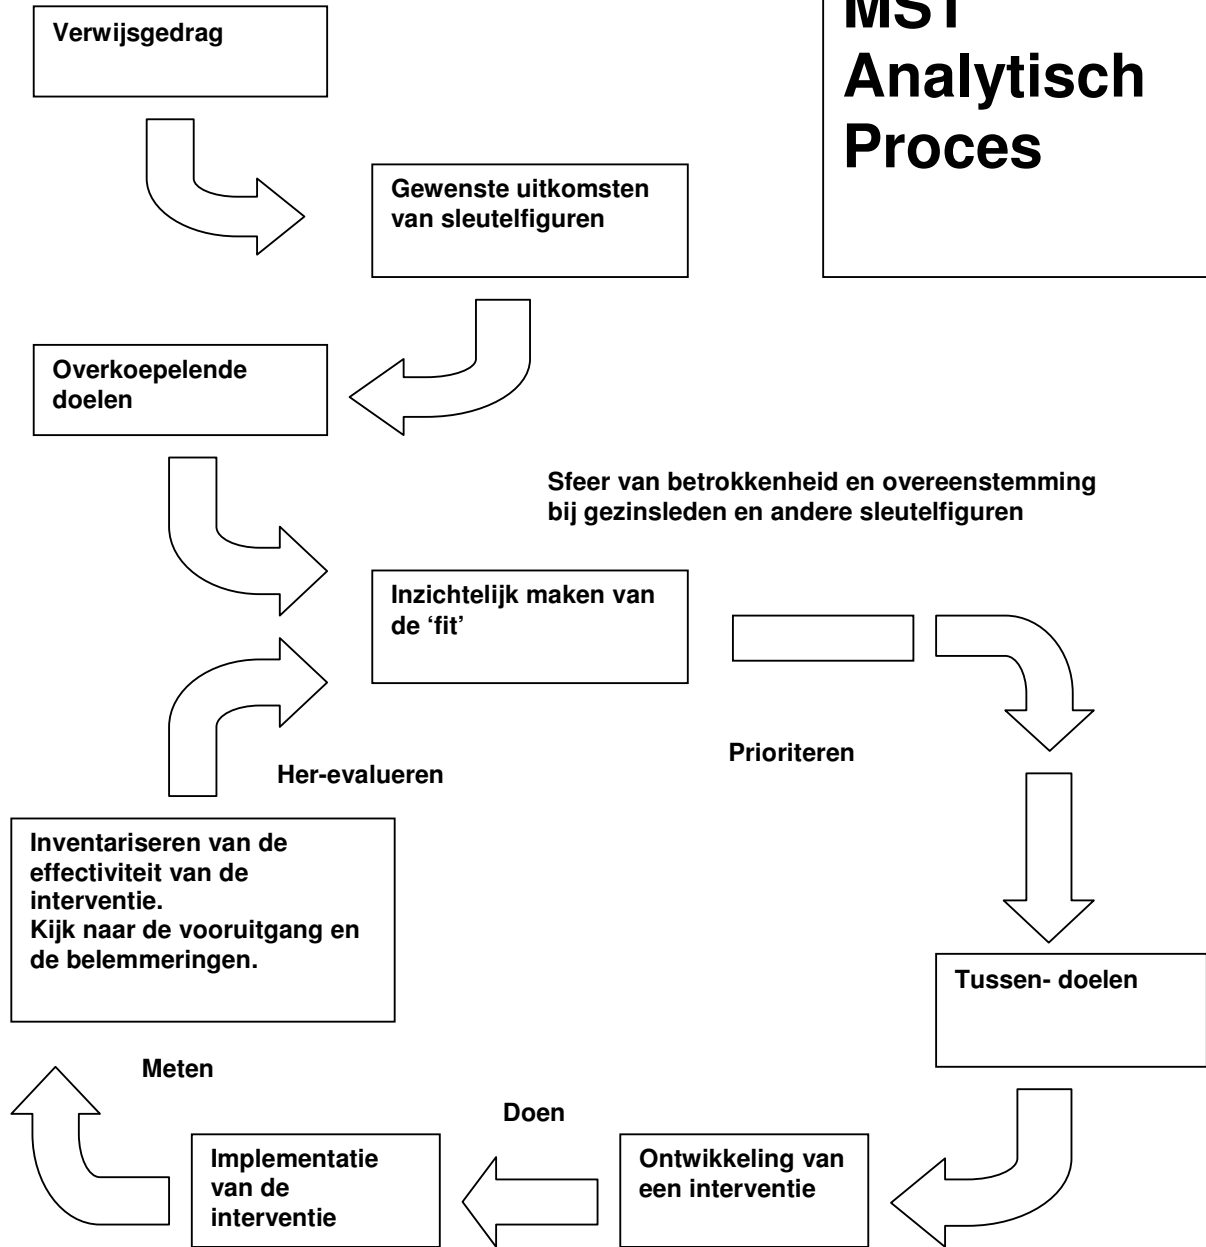 Verwijsgedrag
MST
Analytisch
Proces
Gewenste uitkomsten
van sleutelfiguren
Overkoepelende
doelen
Sfeer van betrokkenheid en overeenstemming
bij gezinsleden en andere sleutelfiguren
Inzichtelijk maken van
de ‘fit’
Prioriteren
Her-evalueren
Inventariseren van de
effectiviteit van de
interventie.
Kijk naar de vooruitgang en
de belemmeringen.
Tussen- doelen
Meten
Doen
Implementatie
van de
interventie
Ontwikkeling van
een interventie